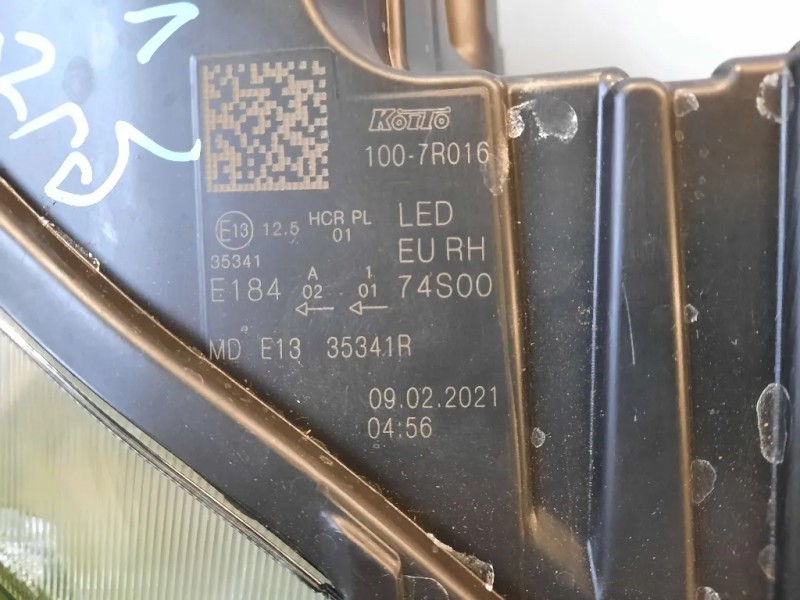 KOITO
100-7R016
E13 12.5 HCR PL LED
01
35341 EU RH
E184 A 1 74S00
02 01
MD E13 35341R
09.02.2021
04:56